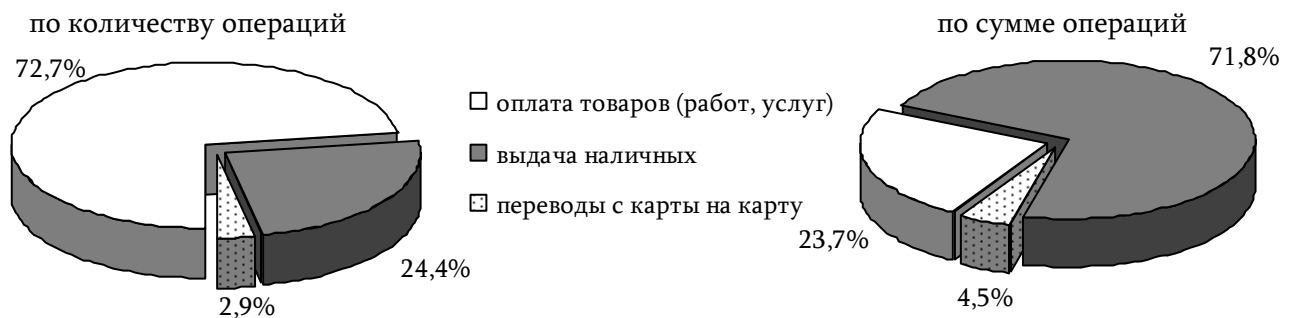 по количеству операций
72,7%
24,4%
2,9%
оплата товаров (работ, услуг)
выдача наличных
переводы с карты на карту
по сумме операций
71,8%
23,7%
4,5%